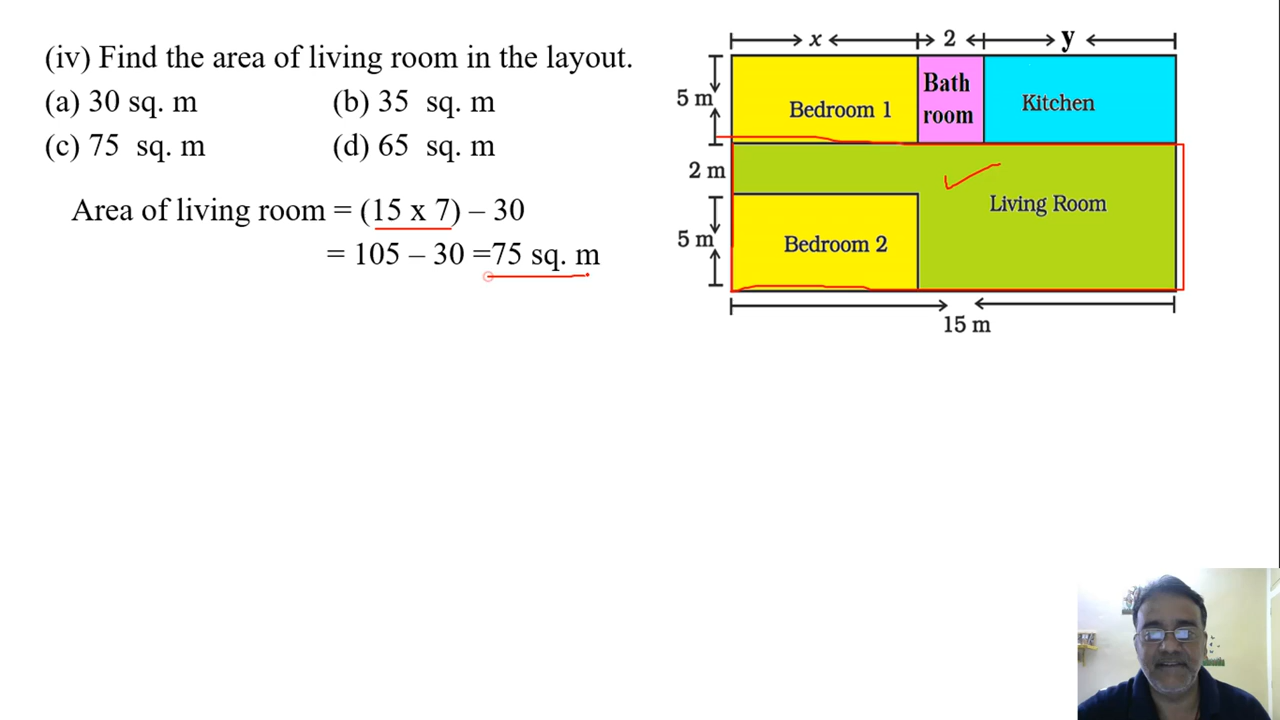 (iv) Find the area of living room in the layout.
(a) 30 sq. m (b) 35 sq. m
(c) 75 sq. m (d) 65 sq. m
Area of living room = (15 x 7) – 30
= 105 – 30 =75 sq. m
x 2 y
5 m
Bedroom 1
Bath
room
Kitchen
2 m
Living Room
5 m
Bedroom 2
15 m